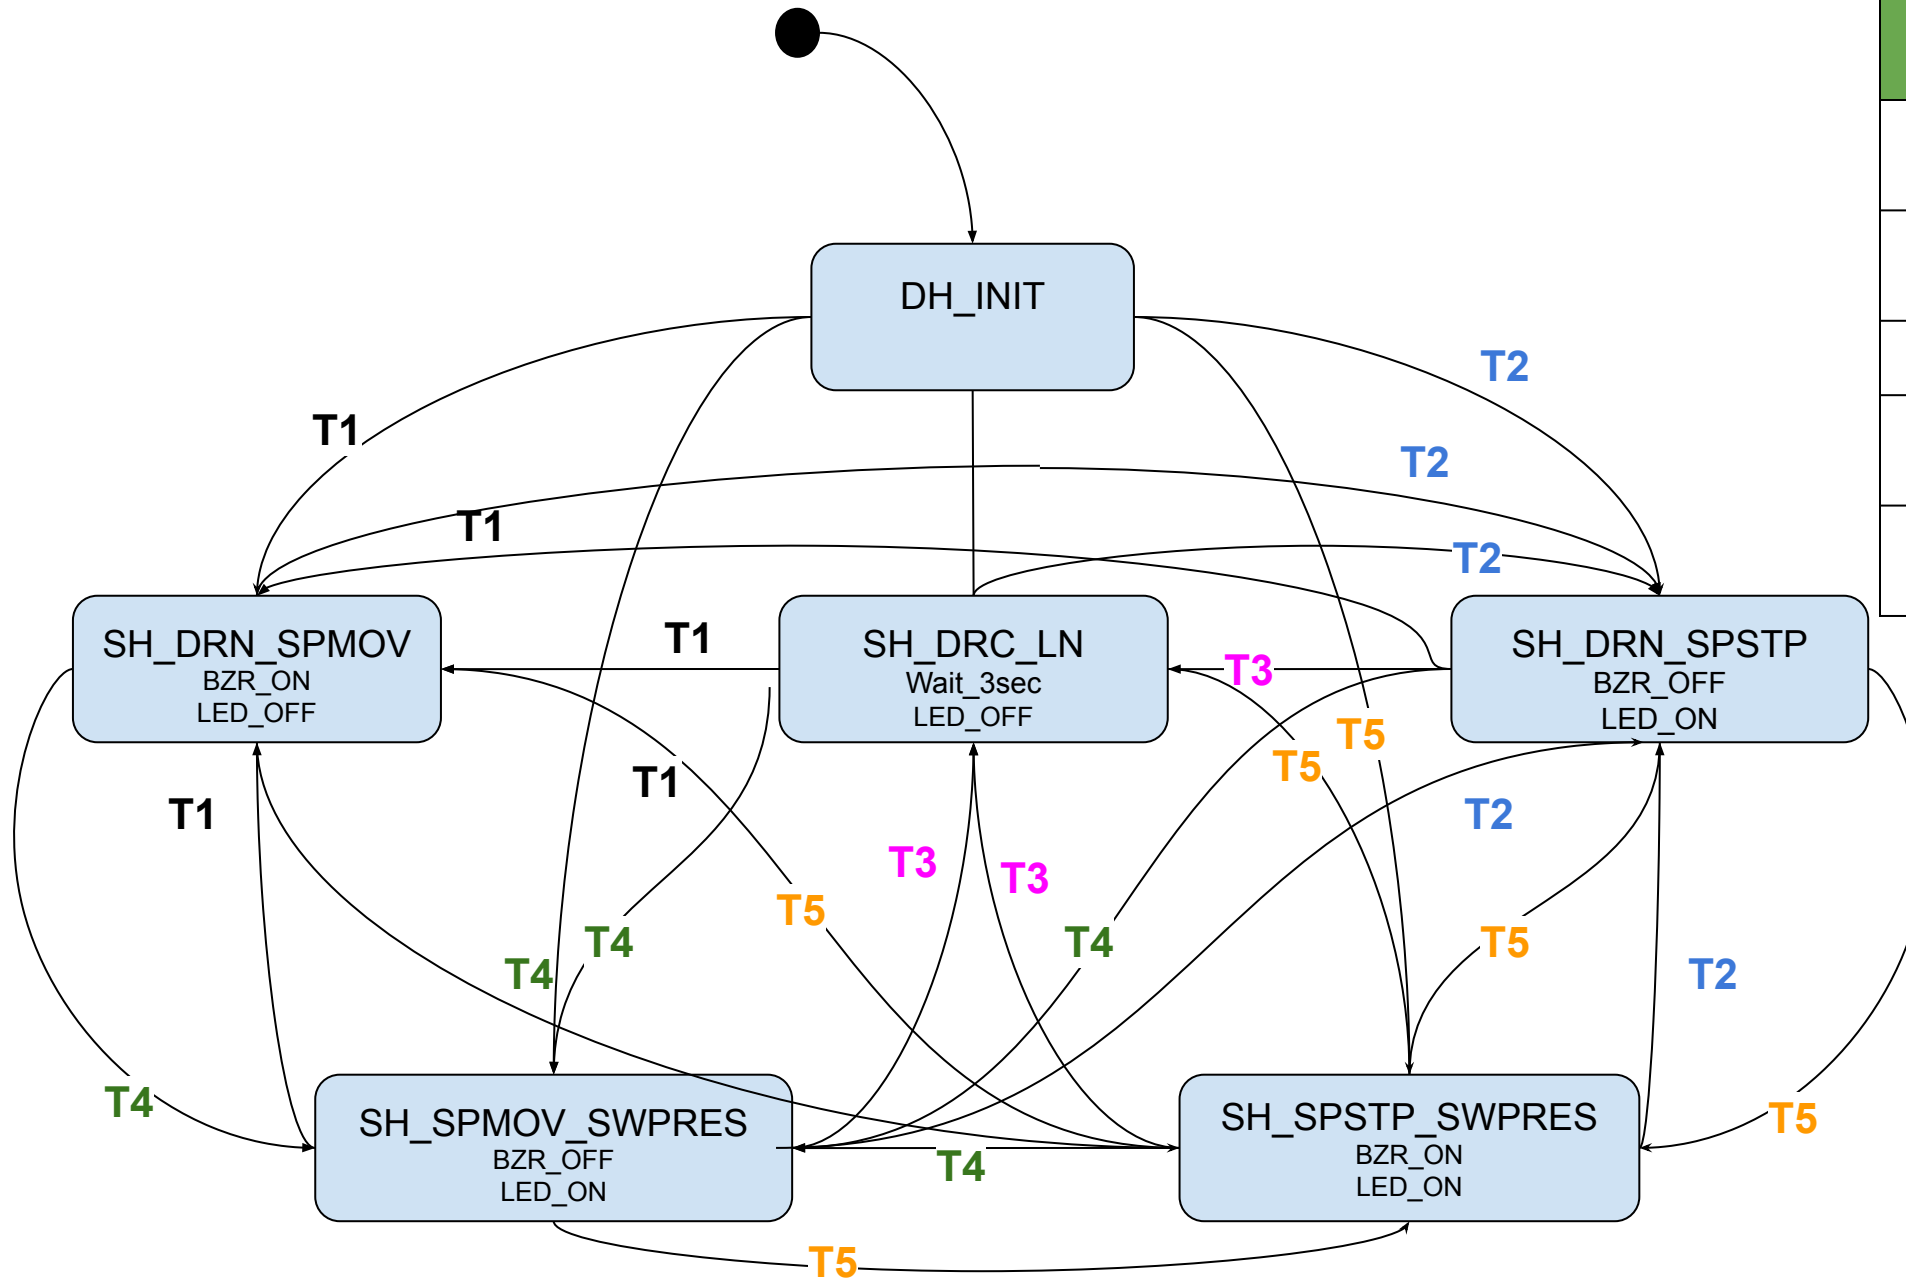 DH_INIT
T2
T1
T2
T1
T2
SH_DRN_SPMOV
BZR_ON
LED_OFF
T1
SH_DRC_LN
Wait_3sec
LED_OFF
T3
SH_DRN_SPSTP
BZR_OFF
LED_ON
T5
T5
T1
T1
T2
T3
T3
T5
T4
T4
T5
T4
T2
T4
T5
SH_SPMOV_SWPRES
BZR_OFF
LED_ON
T4
SH_SPSTP_SWPRES
BZR_ON
LED_ON
T5